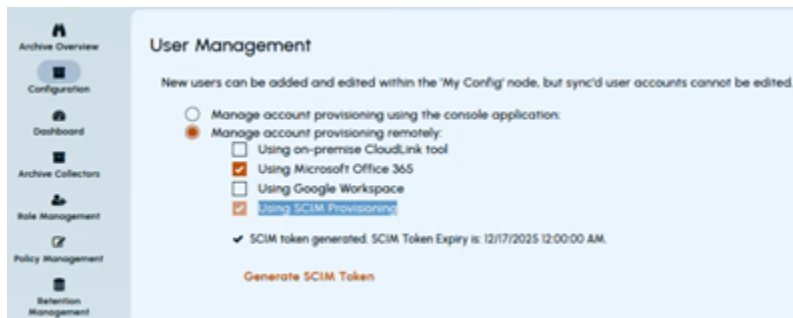 Archive Overview
Configuration
Dashboard
Archive Collectors
Role Management
Policy Management
Retention
Management
User Management
New users can be added and edited within the 'My Config' node, but sync'd user accounts cannot be edited.
Manage account provisioning using the console application:
Manage account provisioning remotely:
Using on-premise CloudLink tool
Using Microsoft Office 365
Using Google Workspace
Using SCIM Provisioning
SCIM token generated. SCIM Token Expiry is: 12/17/2025 12:00:00 AM.
Generate SCIM Token